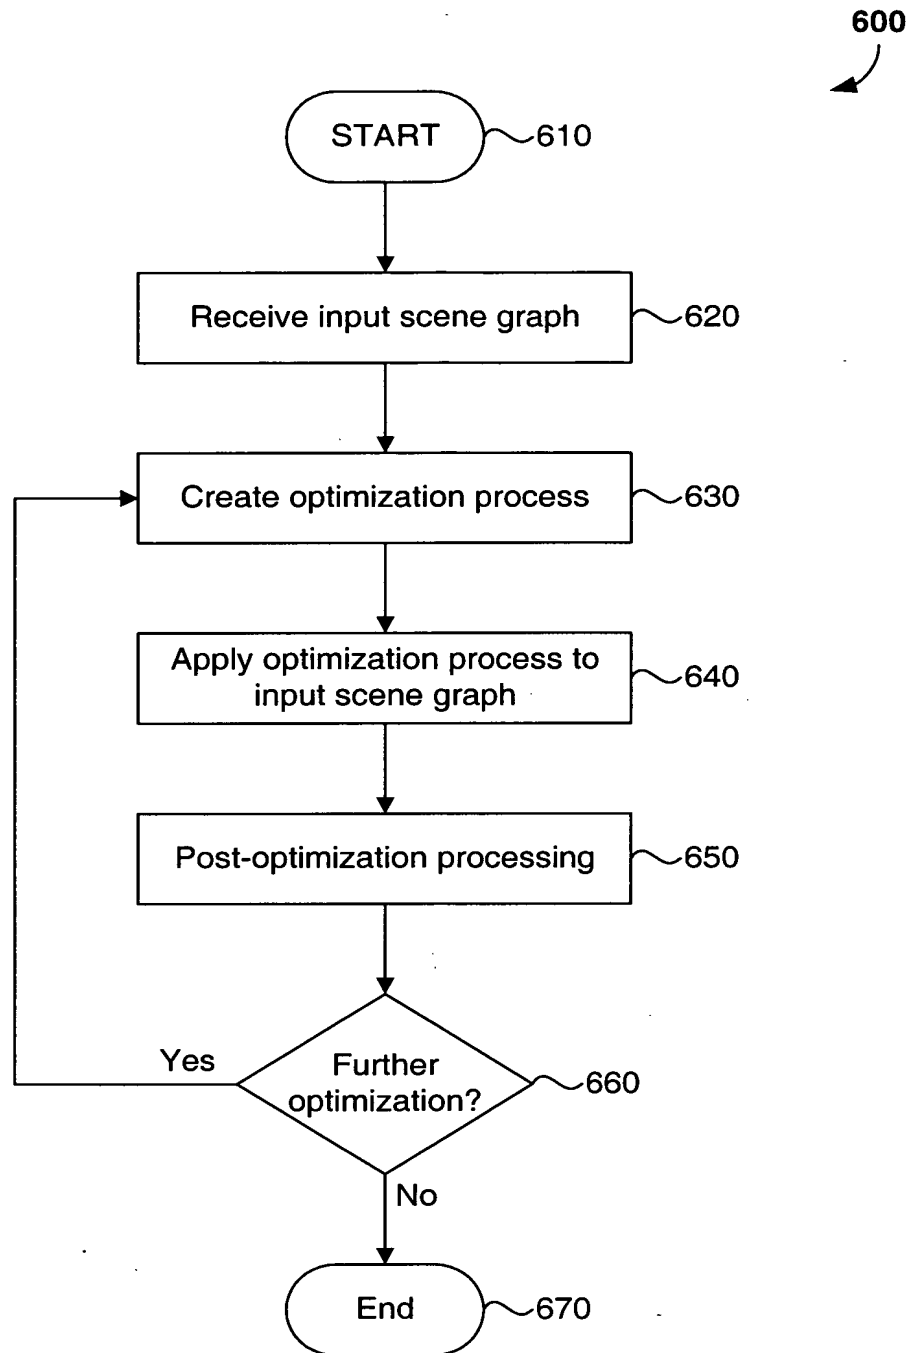 600
START
610
Receive input scene graph
620
Create optimization process
630
Apply optimization process to
input scene graph
640
Post-optimization processing
650
Yes
Further
optimization?
660
No
End
670